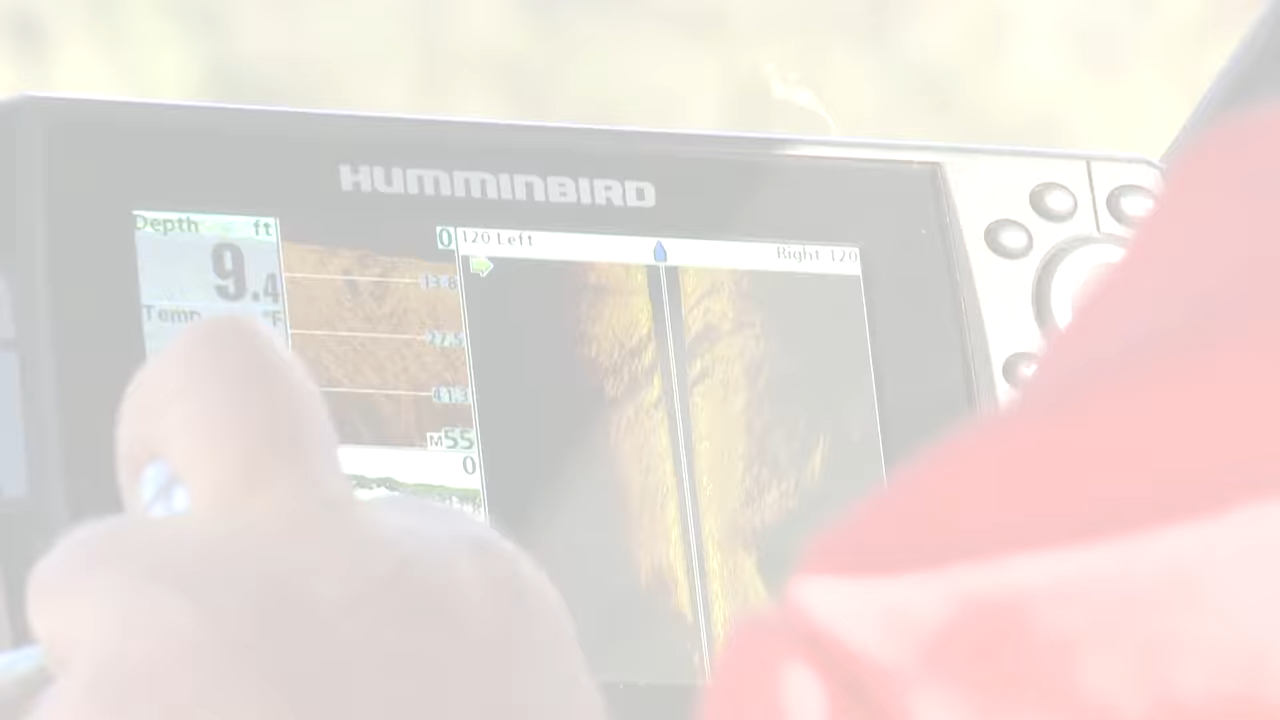 HUMMINBIRD
Depth ft
9.4
Temp °F
0
13.8
27.5
41.3
M55
0
120 Left
Right 120